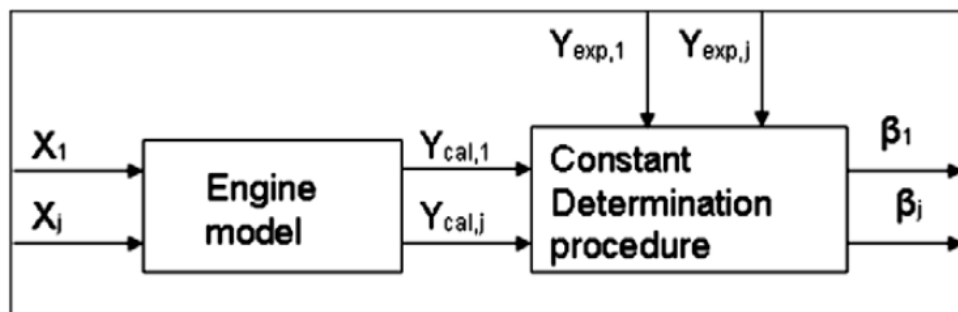 Yexp,1
Yexp,j
X1
Xj
Engine
model
Ycal,1
Ycal,j
Constant
Determination
procedure
β1
βj